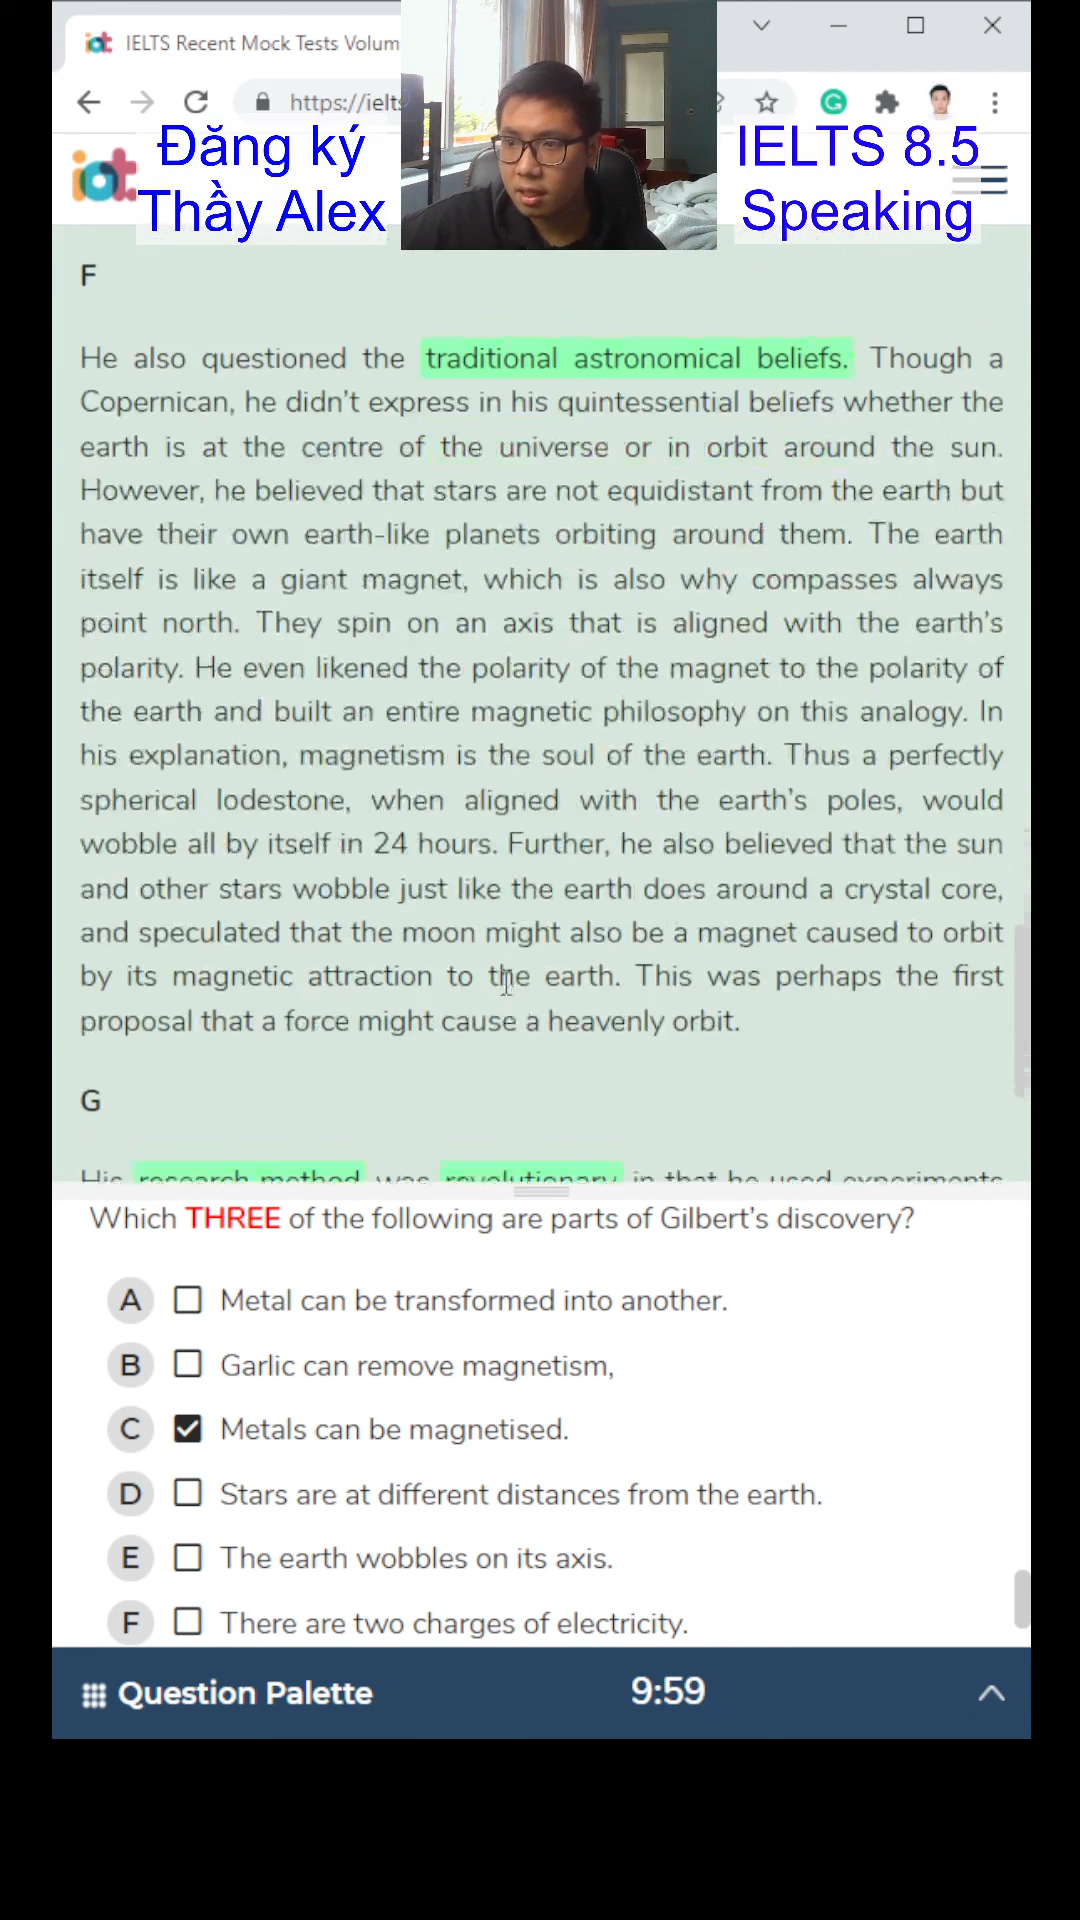 IELTS Recent Mock Tests Volum
https://ielts
Đăng ký
Thầy Alex
IELTS 8.5
Speaking
iot
F
He also questioned the traditional astronomical beliefs. Though a
Copernican, he didn't express in his quintessential beliefs whether the
earth is at the centre of the universe or in orbit around the sun.
However, he believed that stars are not equidistant from the earth but
have their own earth-like planets orbiting around them. The earth
itself is like a giant magnet, which is also why compasses always
point north. They spin on an axis that is aligned with the earth's
polarity. He even likened the polarity of the magnet to the polarity of
the earth and built an entire magnetic philosophy on this analogy. In
his explanation, magnetism is the soul of the earth. Thus a perfectly
spherical lodestone, when aligned with the earth's poles, would
wobble all by itself in 24 hours. Further, he also believed that the sun
and other stars wobble just like the earth does around a crystal core,
and speculated that the moon might also be a magnet caused to orbit
by its magnetic attraction to the earth. This was perhaps the first
proposal that a force might cause a heavenly orbit.
G
His research method was revolutionary in that he used experiments
Which THREE of the following are parts of Gilbert's discovery?
A Metal can be transformed into another.
B Garlic can remove magnetism,
C Metals can be magnetised.
D Stars are at different distances from the earth.
E The earth wobbles on its axis.
F There are two charges of electricity.
Question Palette 9:59